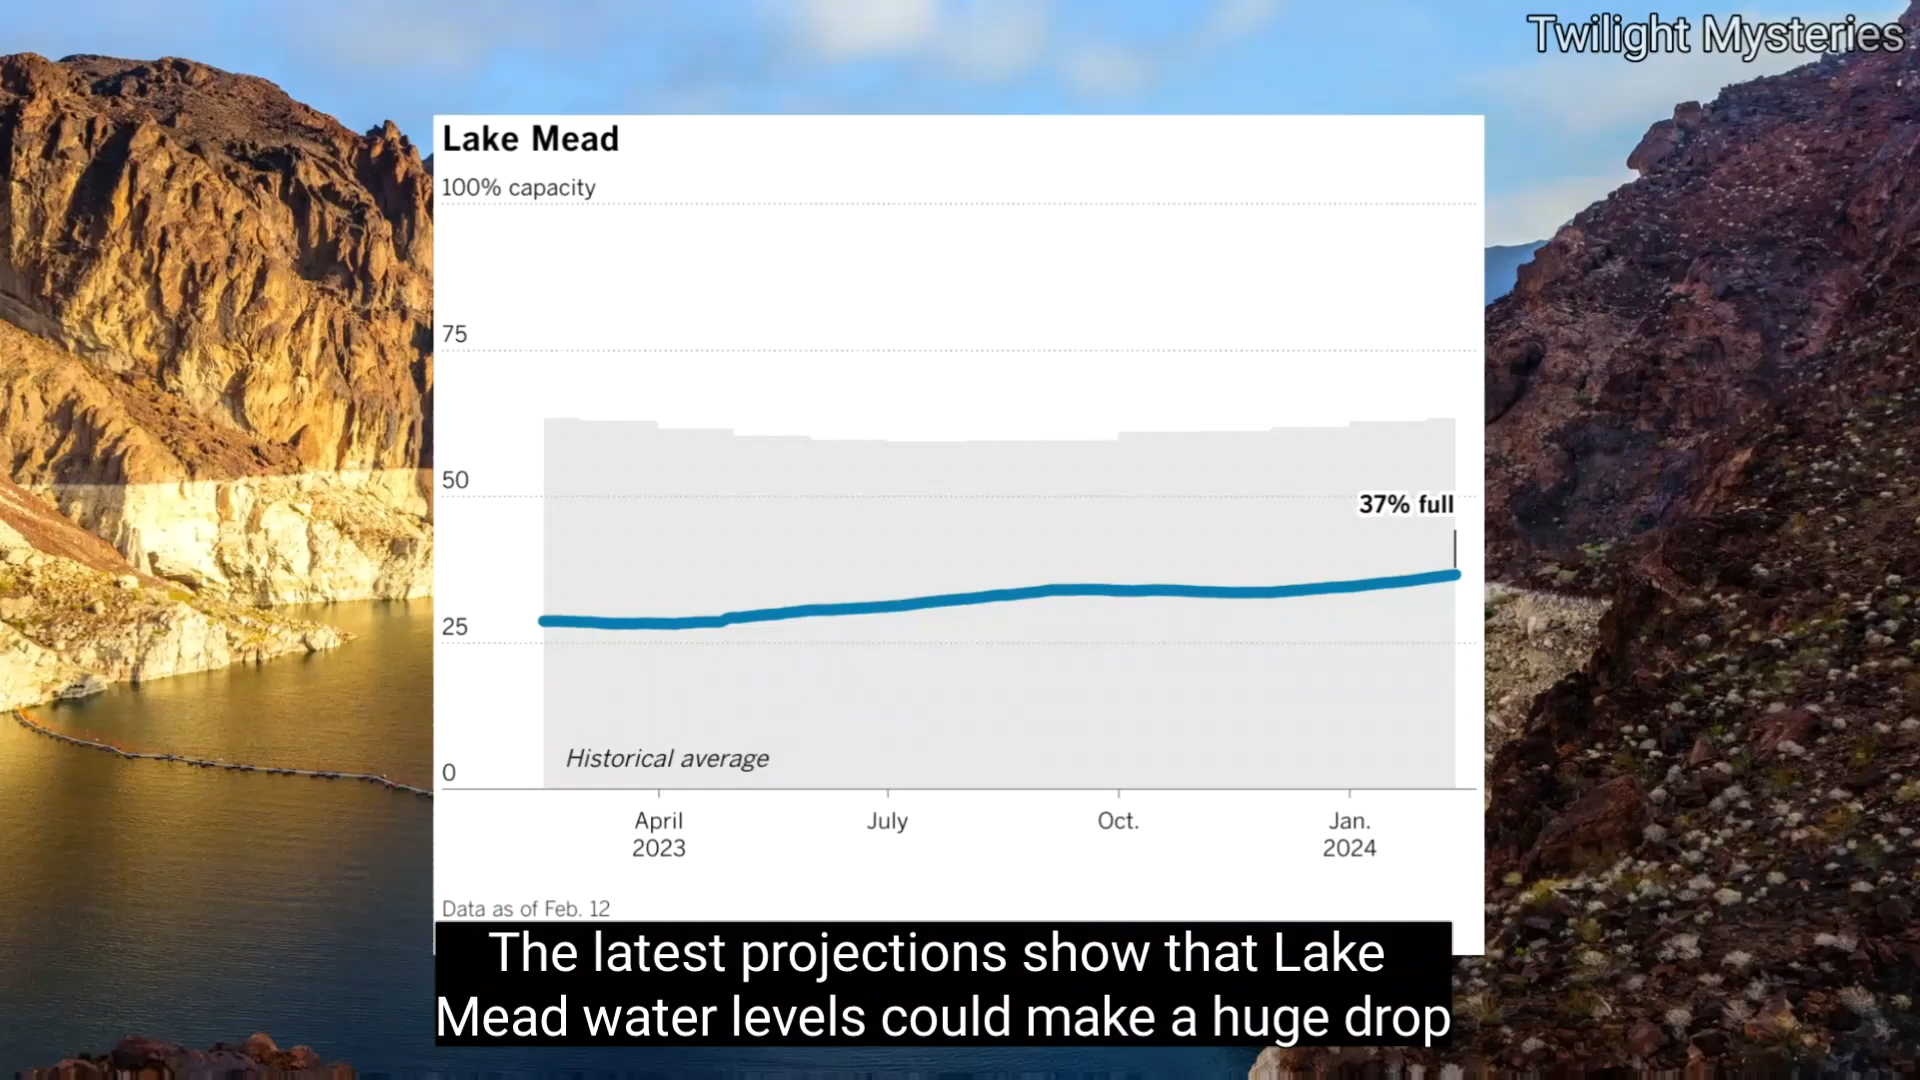 Twilight Mysteries
Lake Mead
100% capacity
75
50
37% full
25
Historical average
0
April July Oct. Jan.
2023 2024
Data as of Feb. 12
The latest projections show that Lake
Mead water levels could make a huge drop